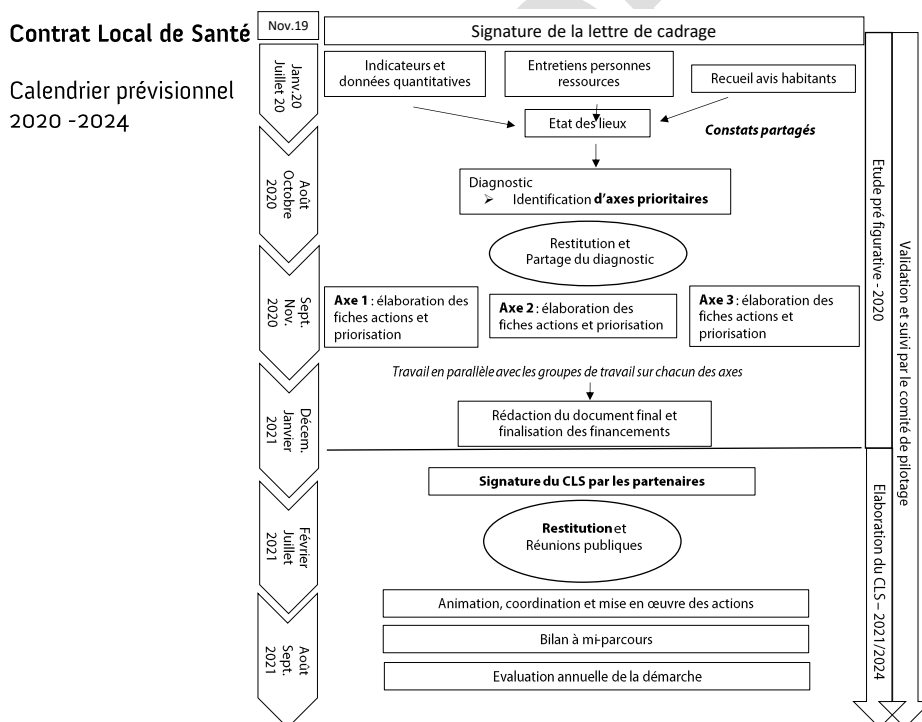 Contrat Local de Santé
Calendrier prévisionnel
2020 -2024
Nov.19
Signature de la lettre de cadrage
Janv.20
Juillet 20
Indicateurs et
données quantitatives
Entretiens personnes
ressources
Recueil avis habitants
Etat des lieux
Constats partagés
Août
Octobre
2020
Diagnostic
➢ Identification d'axes prioritaires
Restitution et
Partage du diagnostic
Sept.
Nov.
2020
Axe 1 : élaboration des
fiches actions et
priorisation
Axe 2 : élaboration des
fiches actions et priorisation
Axe 3 : élaboration des
fiches actions et
priorisation
Travail en parallèle avec les groupes de travail sur chacun des axes
Décem.
Janvier
2021
Rédaction du document final et
finalisation des financements
Signature du CLS par les partenaires
Février
Juillet
2021
Restitution et
Réunions publiques
Août
Sept.
2021
Animation, coordination et mise en œuvre des actions
Bilan à mi-parcours
Evaluation annuelle de la démarche
Etude pré figurative - 2020
Elaboration du CLS – 2021/2024
Validation et suivi par le comité de pilotage